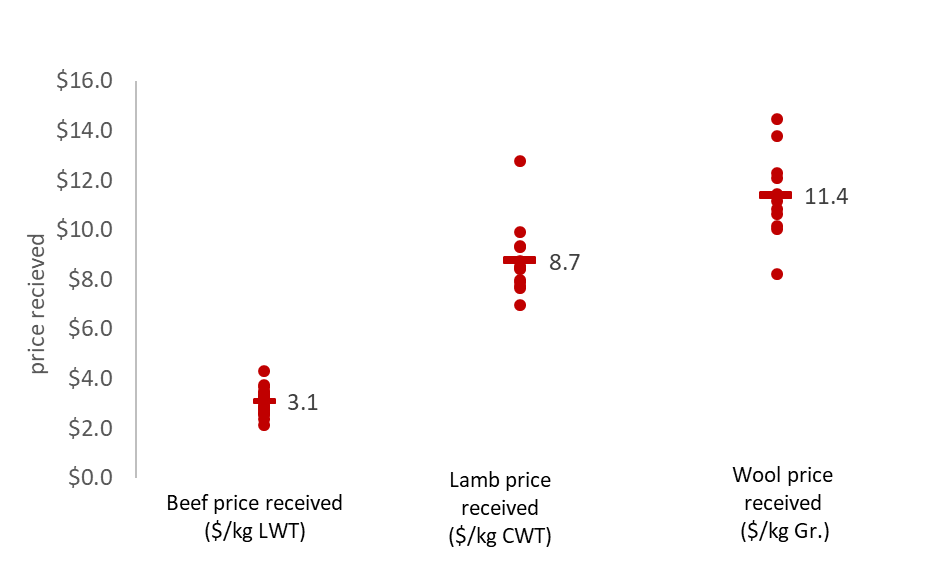 $16.0
$14.0
$12.0
$10.0
$8.0
$6.0
$4.0
$2.0
$0.0
price recieved
3.1
8.7
11.4
Beef price received
($/kg LWT)
Lamb price
received
($/kg CWT)
Wool price
received
($/kg Gr.)